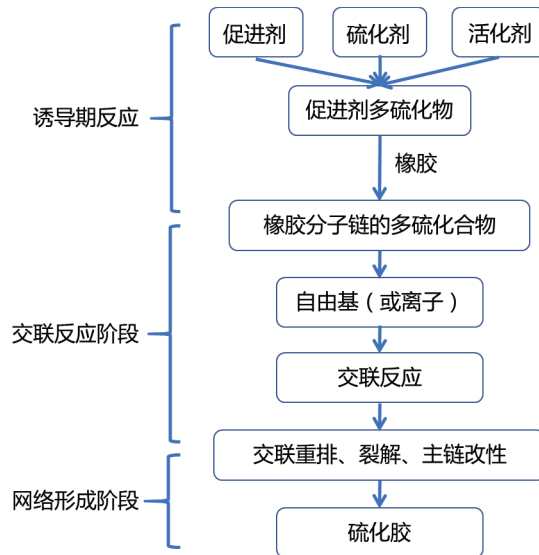 促进剂 硫化剂 活化剂
诱导期反应
促进剂多硫化物
橡胶
橡胶分子链的多硫化合物
自由基（或离子）
交联反应阶段
交联反应
交联重排、裂解、主链改性
网络形成阶段
硫化胶